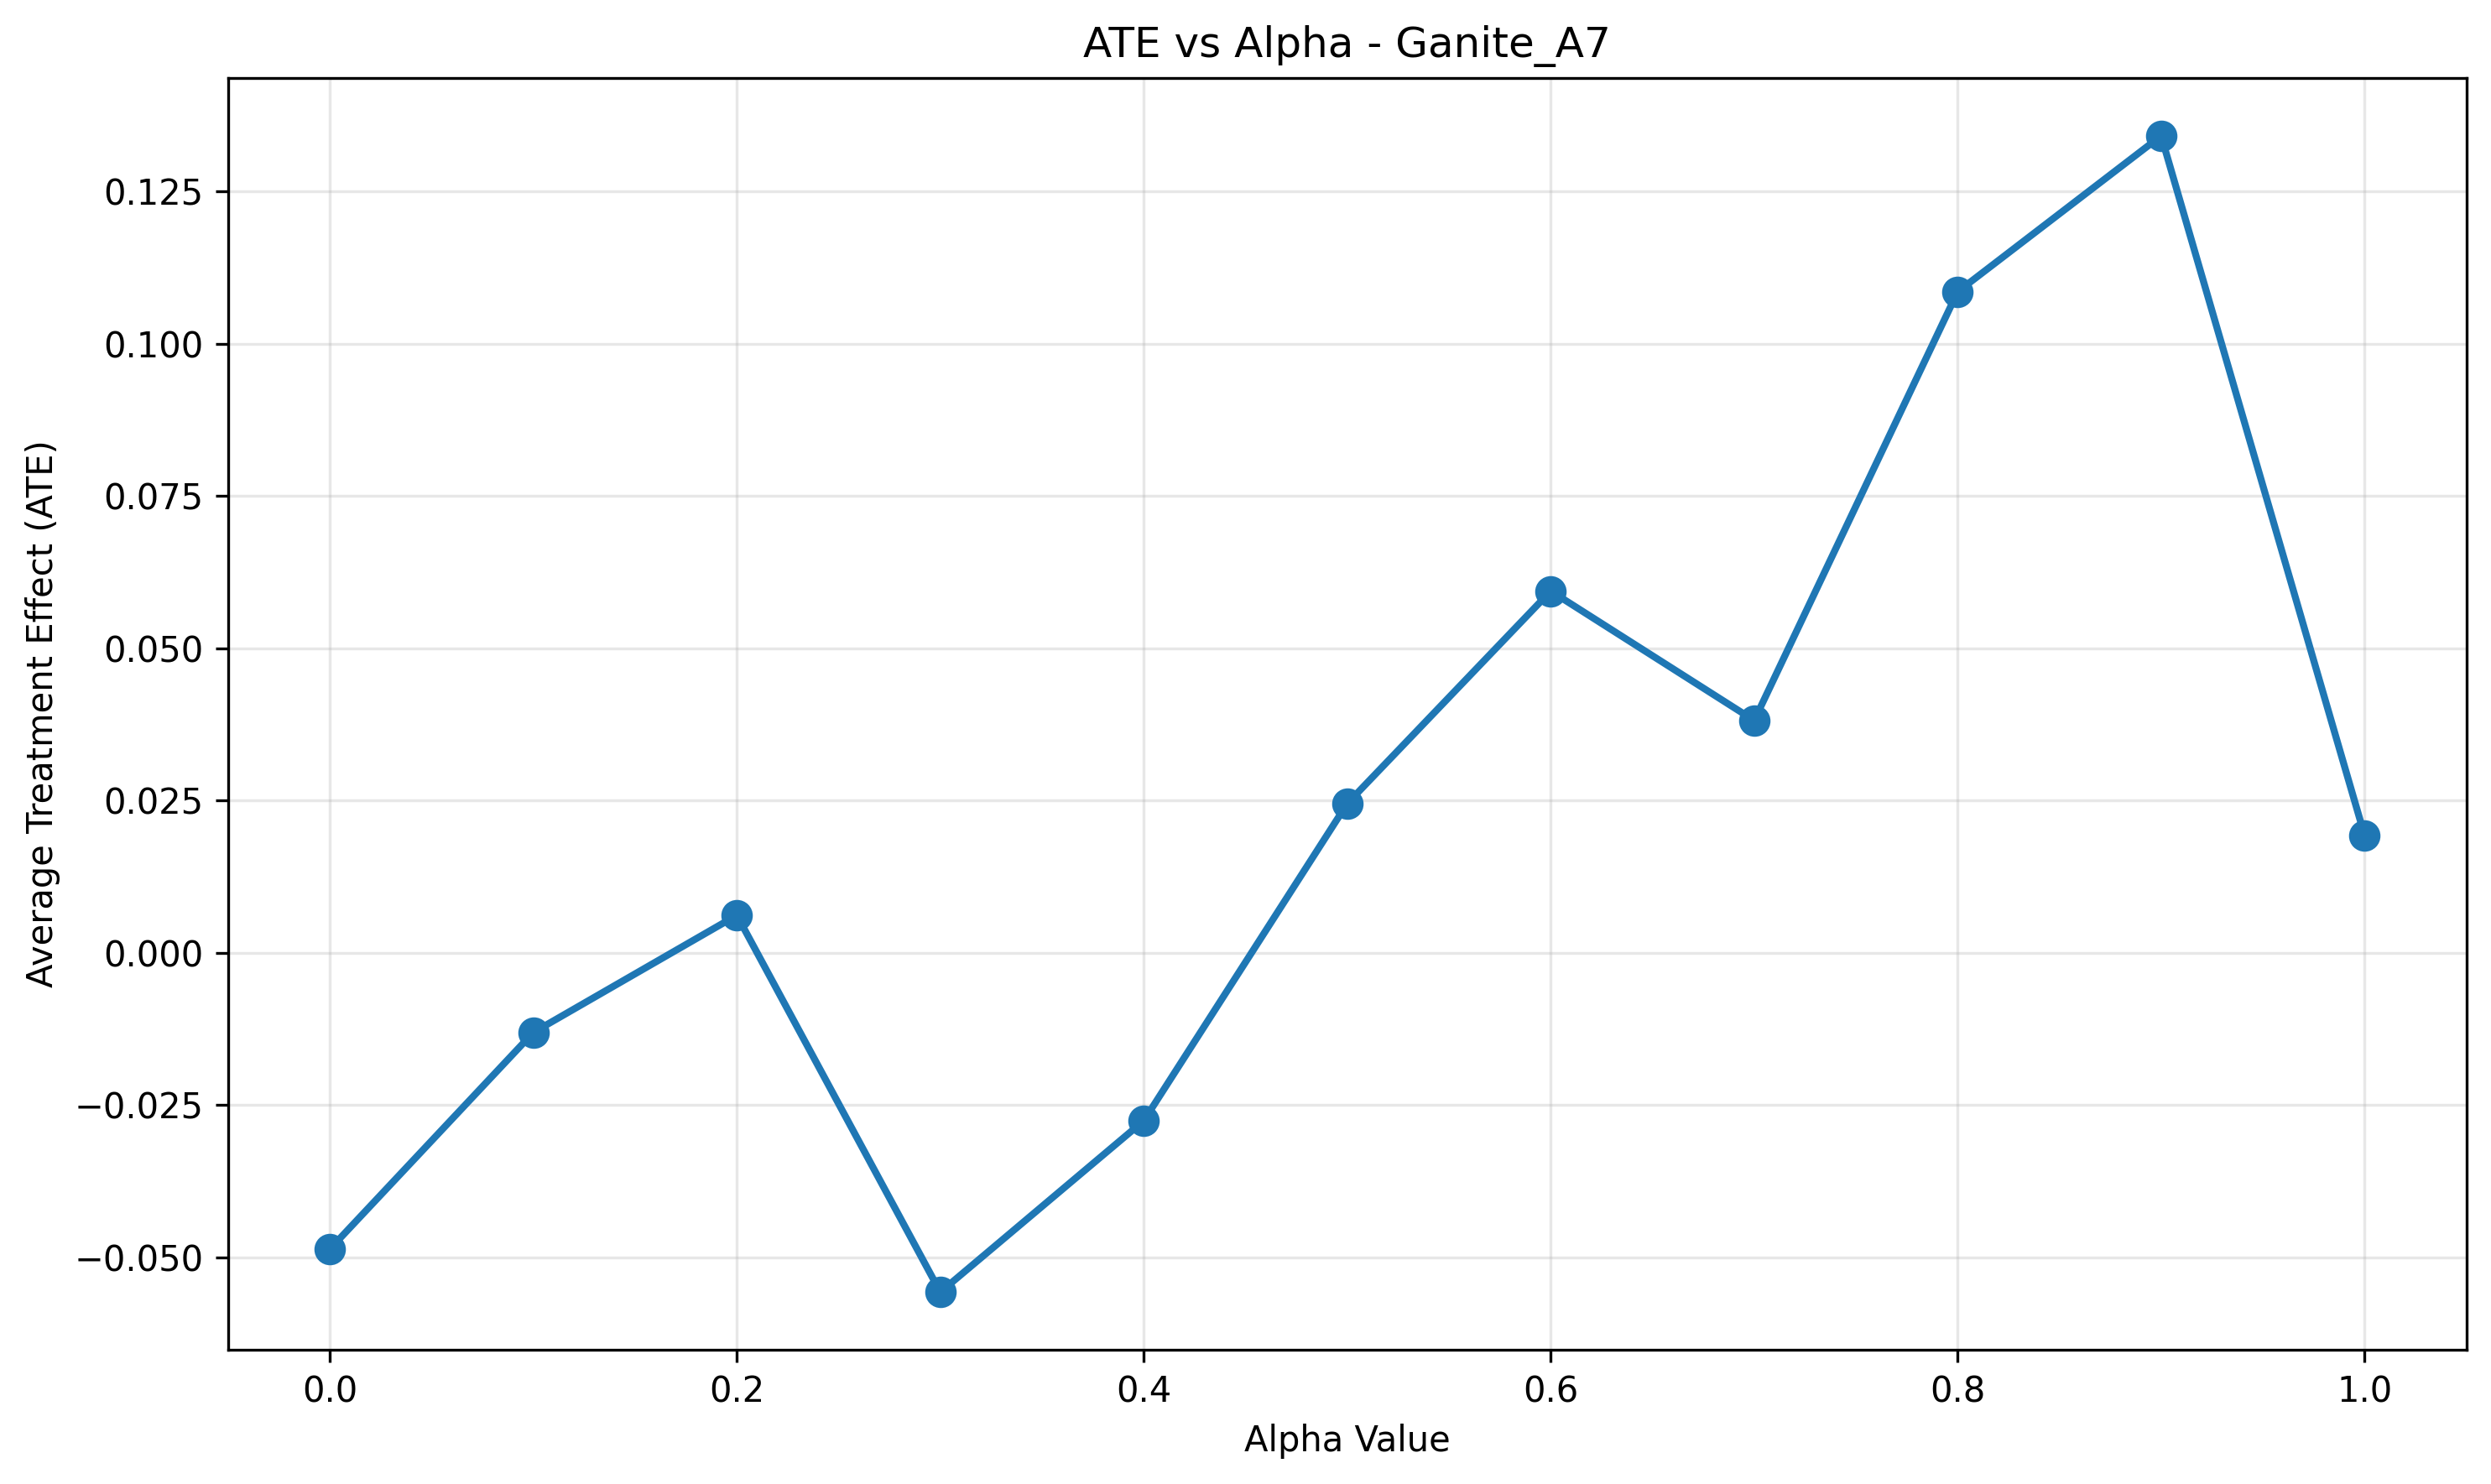 ATE vs Alpha - Ganite_A7
Average Treatment Effect (ATE)
0.125
0.100
0.075
0.050
0.025
0.000
−0.025
−0.050
0.0 0.2 0.4 0.6 0.8 1.0
Alpha Value